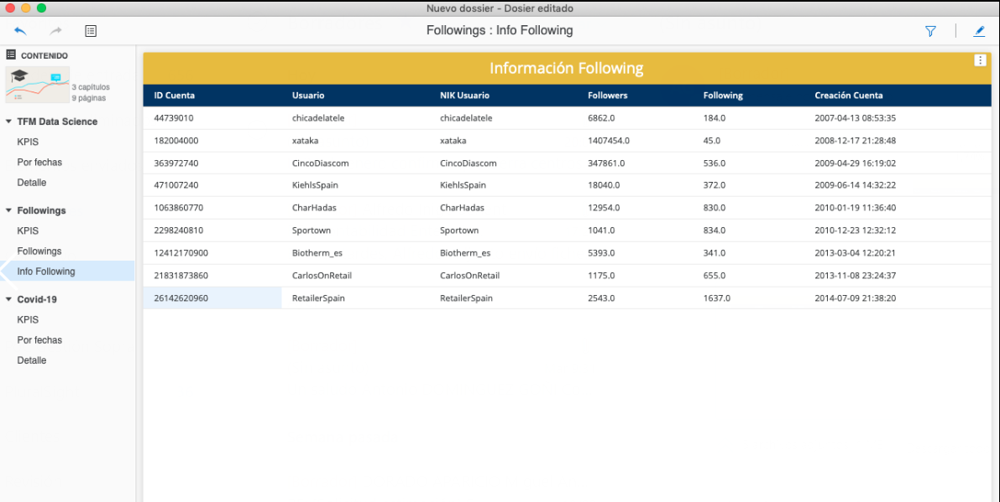 Nuevo dossier - Dosier editado
Followings : Info Following
CONTENIDO
3 capítulos
9 páginas
TFM Data Science
KPIS
Por fechas
Detalle
Followings
KPIS
Followings
Info Following
Covid-19
KPIS
Por fechas
Detalle
Información Following
ID Cuenta Usuario NIK Usuario Followers Following Creación Cuenta
44739010 chicadelatele chicadelatele 6862.0 184.0 2007-04-13 08:53:35
182004000 xataka xataka 1407454.0 45.0 2008-12-17 21:28:48
363972740 CincoDiascom CincoDiascom 347861.0 536.0 2009-04-29 16:19:02
471007240 KiehlsSpain KiehlsSpain 18040.0 372.0 2009-06-14 14:32:22
1063860770 CharHadas CharHadas 12954.0 830.0 2010-01-19 11:36:40
2298240810 Sportown Sportown 1041.0 834.0 2010-12-23 12:32:12
12412170900 Biotherm_es Biotherm_es 5393.0 341.0 2013-03-04 12:20:21
21831873860 CarlosOnRetail CarlosOnRetail 1175.0 655.0 2013-11-08 23:24:37
26142620960 RetailerSpain RetailerSpain 2543.0 1637.0 2014-07-09 21:38:20